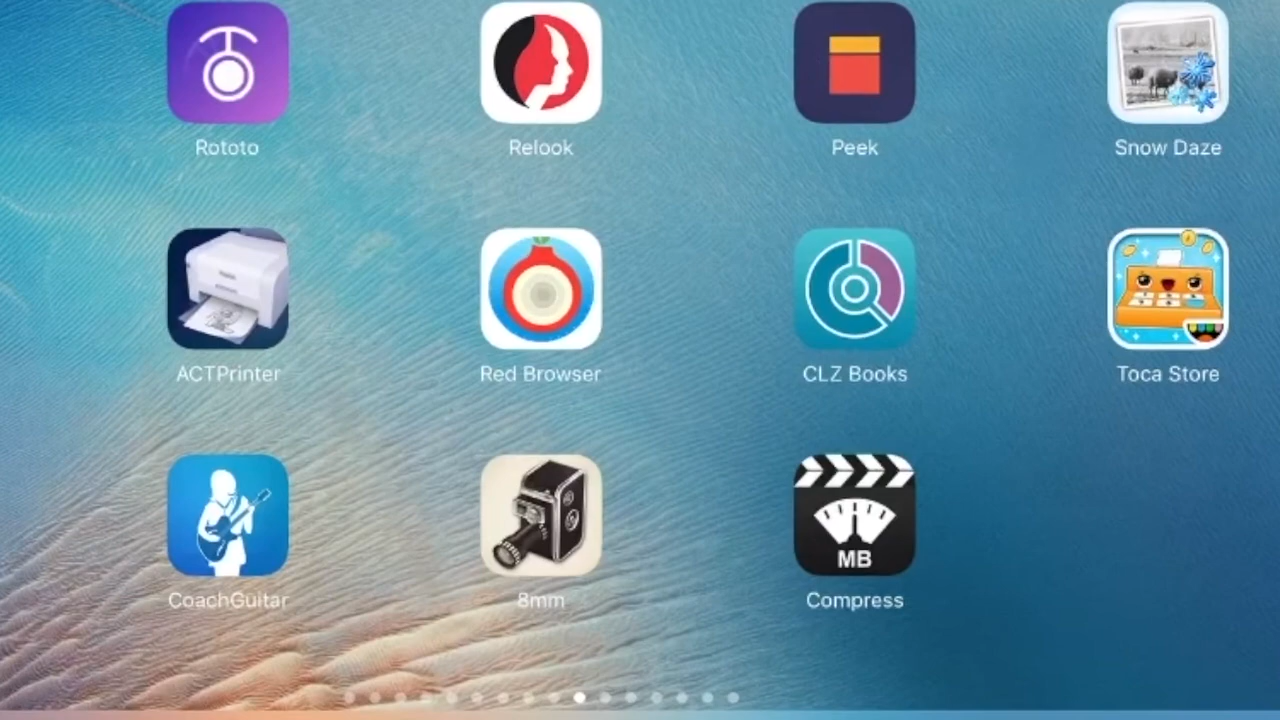 Rototo
Relook
Peek
Snow Daze
ACTPrinter
Red Browser
CLZ Books
Toca Store
CoachGuitar
8mm
MB
Compress